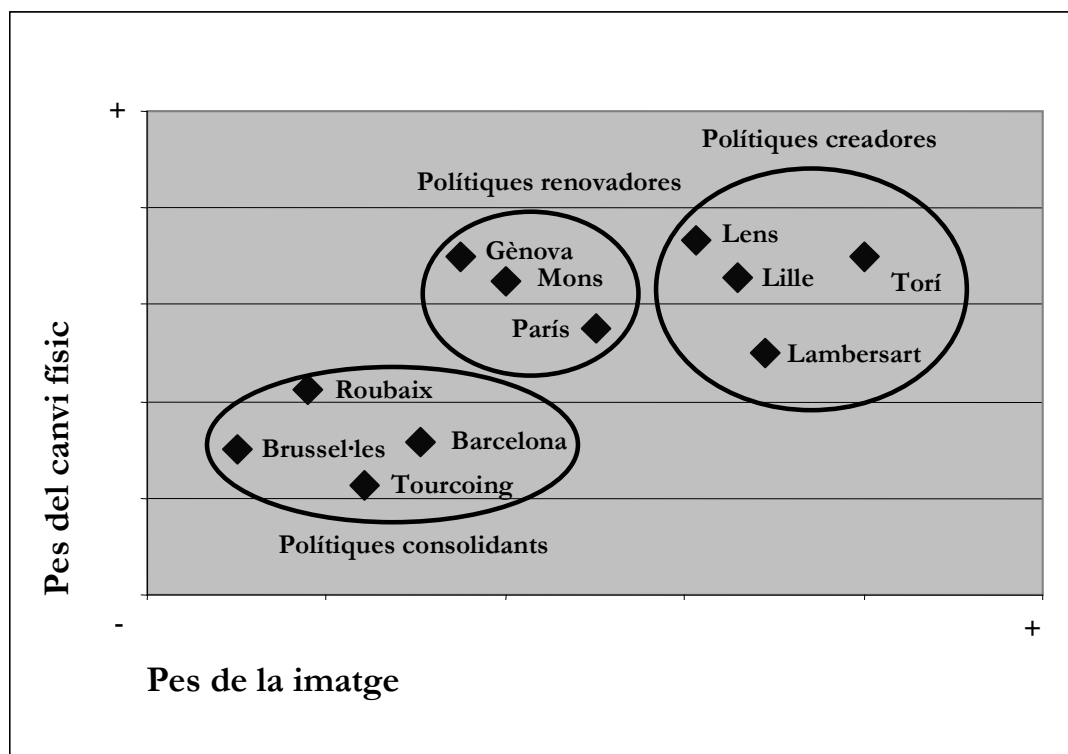 +
Polítiques creadores
Polítiques renovadores
Lens
Gènova
Mons
Lille
Torí
París
Lambersart
Roubaix
Brussel·les
Barcelona
Tourcoing
Polítiques consolidants
Pes del canvi físic
-
+
Pes de la imatge